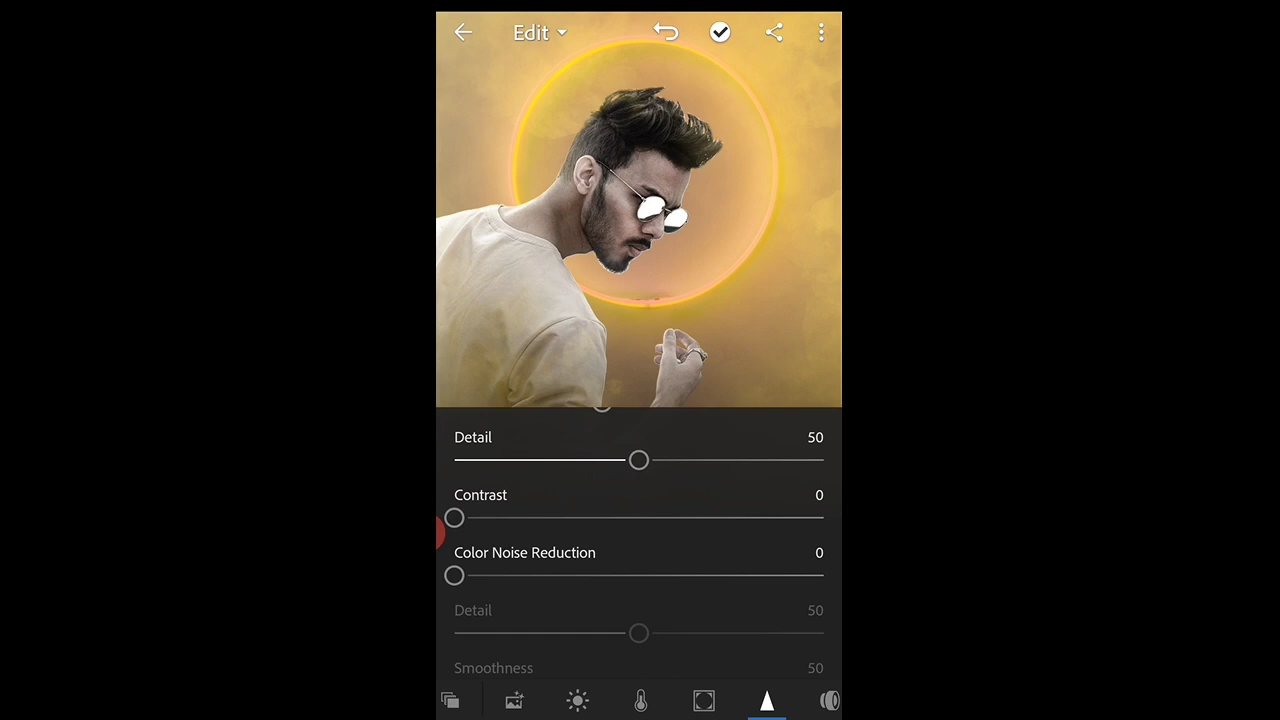 Edit
Detail 50
Contrast 0
Color Noise Reduction 0
Detail 50
Smoothness 50